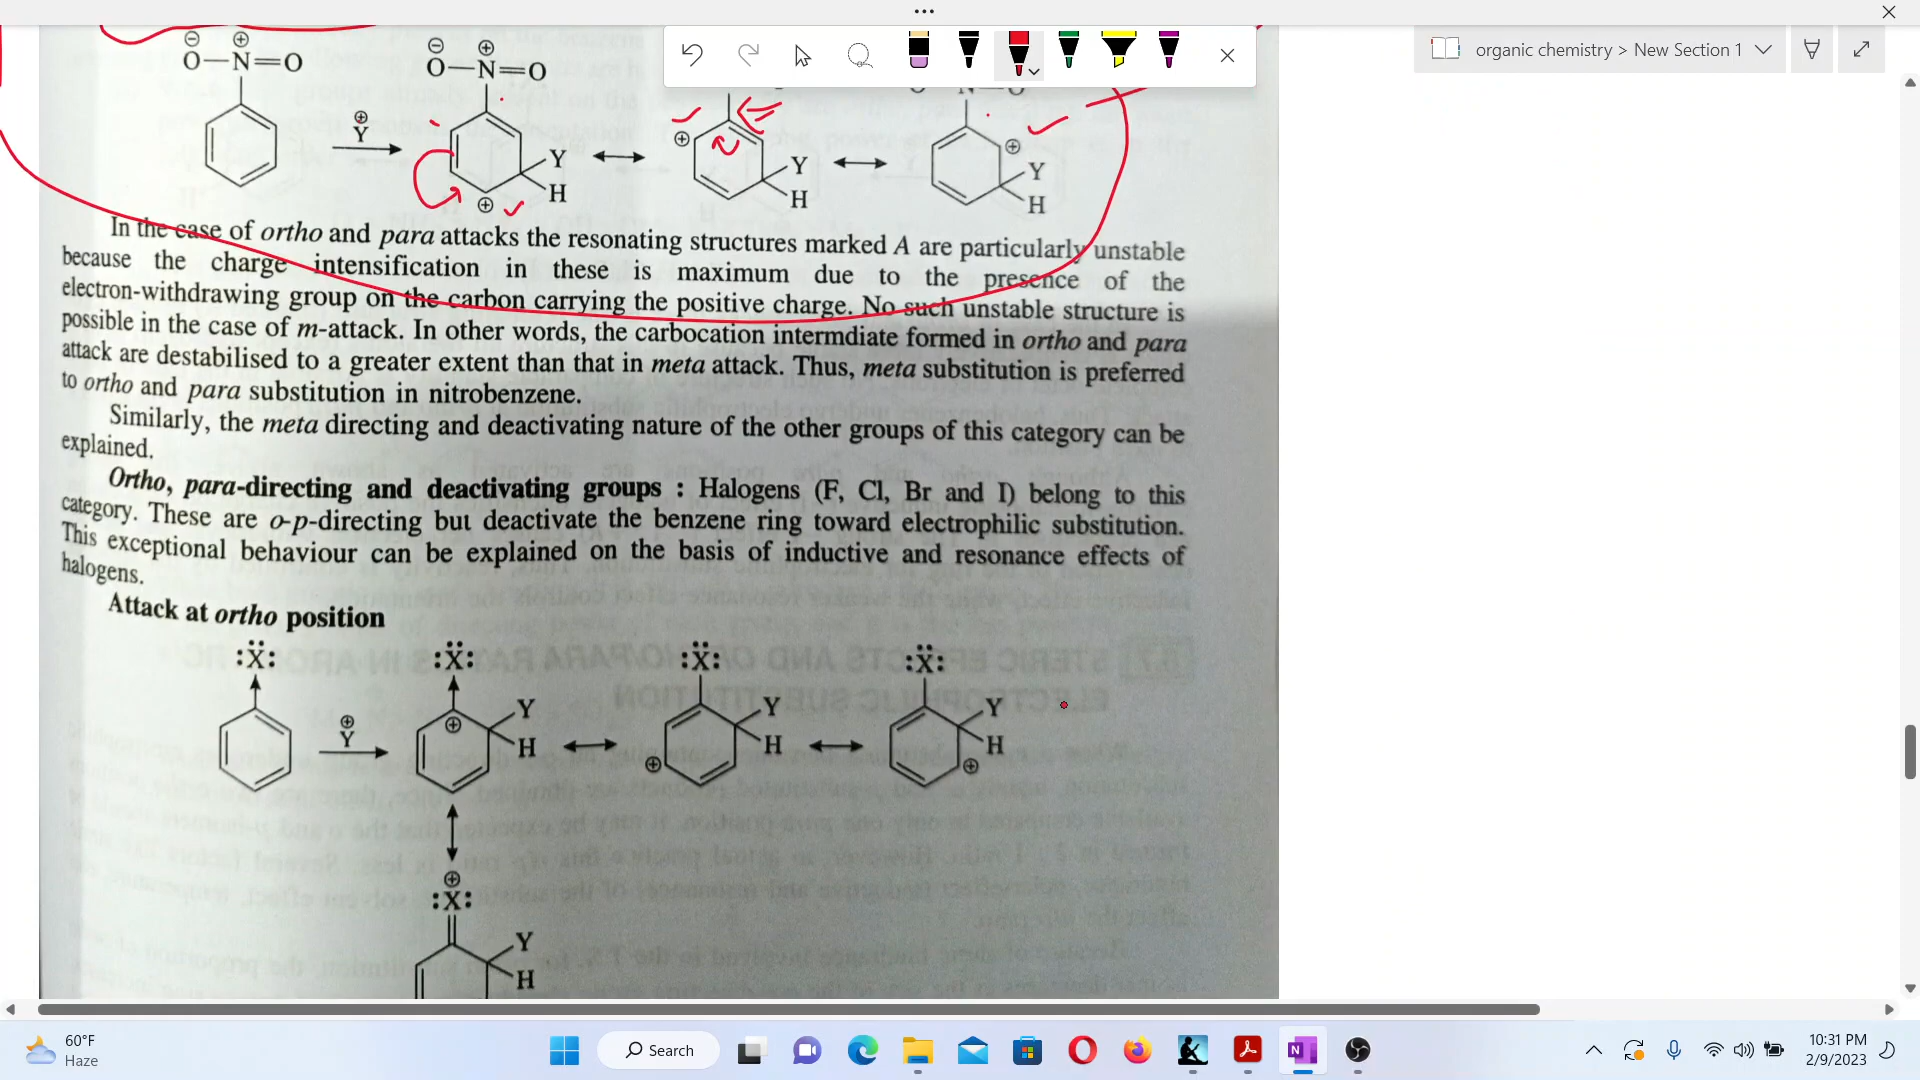 ...
organic chemistry > New Section 1
⊖ ⊕
O—N=O
⊖ ⊕
O—N=O
⊕
Y
Y
H
⊕
⊕
Y
H
⊕
Y
H
In the case of ortho and para attacks the resonating structures marked A are particularly unstable
because the charge intensification in these is maximum due to the presence of the
electron-withdrawing group on the carbon carrying the positive charge. No such unstable structure is
possible in the case of m-attack. In other words, the carbocation intermdiate formed in ortho and para
attack are destabilised to a greater extent than that in meta attack. Thus, meta substitution is preferred
to ortho and para substitution in nitrobenzene.
Similarly, the meta directing and deactivating nature of the other groups of this category can be
explained.
Ortho, para-directing and deactivating groups : Halogens (F, Cl, Br and I) belong to this
category. These are o-p-directing but deactivate the benzene ring toward electrophilic substitution.
This exceptional behaviour can be explained on the basis of inductive and resonance effects of
halogens.
Attack at ortho position
:Ẍ: :Ẍ: :Ẍ: :Ẍ:
⊕
Y
⊕
Y
H
Y
H
⊕
Y
H
⊕
⊕
:X:
Y
H
60°F
Haze
Search
10:31 PM
2/9/2023